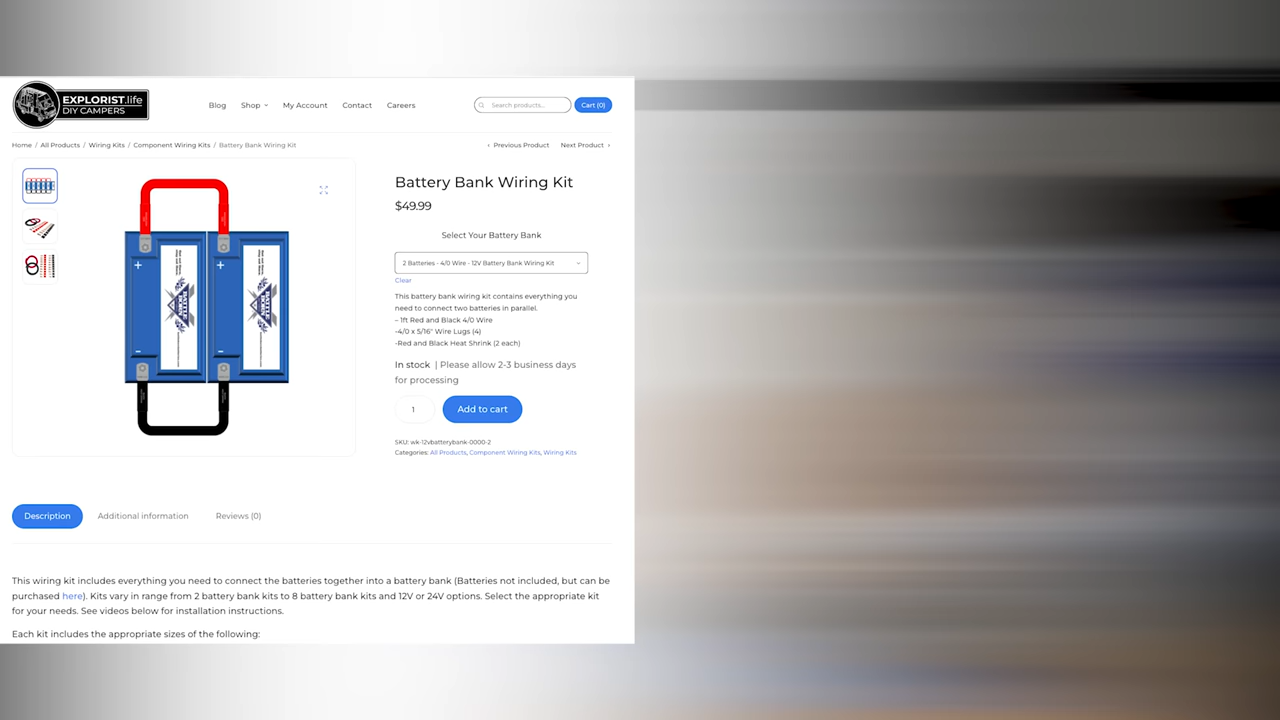 EXPLORIST.life
DIY CAMPERS
Blog
Shop
My Account
Contact
Careers
Search products...
Cart (0)
Home / All Products / Wiring Kits / Component Wiring Kits / Battery Bank Wiring Kit
‹ Previous Product
Next Product ›
Battery Bank Wiring Kit
$49.99
Select Your Battery Bank
2 Batteries - 4/0 Wire - 12V Battery Bank Wiring Kit
Clear
This battery bank wiring kit contains everything you
need to connect two batteries in parallel.
– 1ft Red and Black 4/0 Wire
-4/0 x 5/16" Wire Lugs (4)
-Red and Black Heat Shrink (2 each)
In stock | Please allow 2-3 business days
for processing
1
Add to cart
SKU: wk-12vbatterybank-0000-2
Categories: All Products, Component Wiring Kits, Wiring Kits
Description
Additional information
Reviews (0)
This wiring kit includes everything you need to connect the batteries together into a battery bank (Batteries not included, but can be
purchased here). Kits vary in range from 2 battery bank kits to 8 battery bank kits and 12V or 24V options. Select the appropriate kit
for your needs. See videos below for installation instructions.
Each kit includes the appropriate sizes of the following: